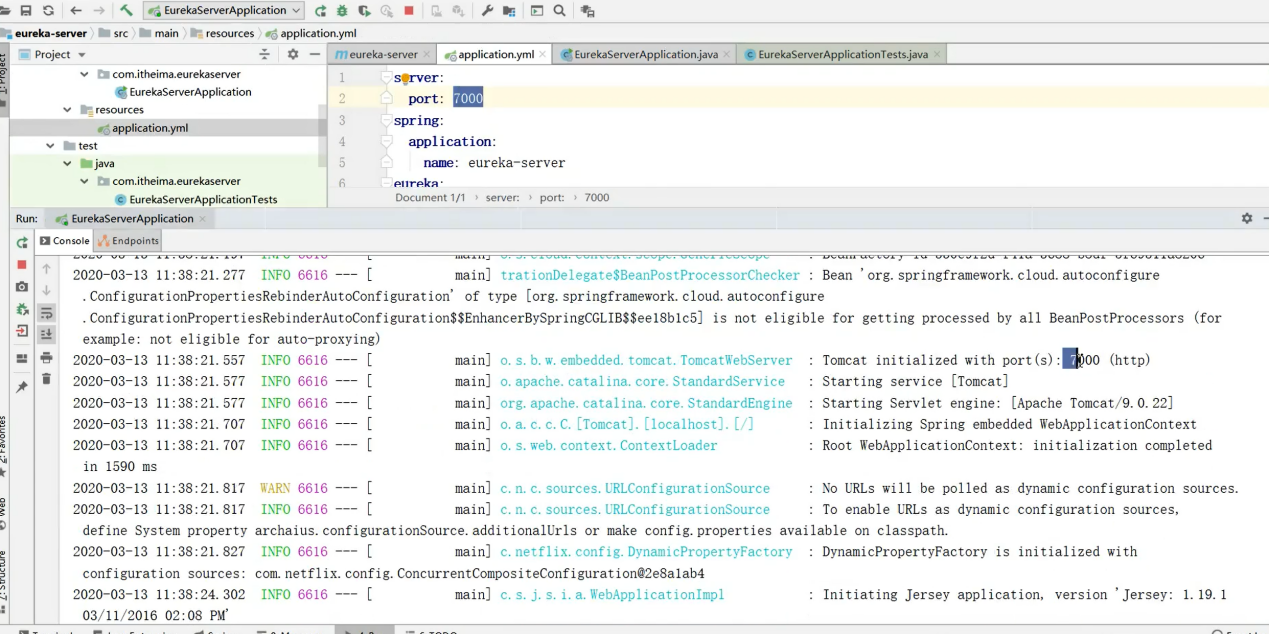 EurekaServerApplication
eureka-server src main resources application.yml
Project
eureka-server application.yml EurekaServerApplication.java EurekaServerApplicationTests.java
com.itheima.eurekaserver
EurekaServerApplication
resources
application.yml
test
java
com.itheima.eurekaserver
EurekaServerApplicationTests
1 server:
2 port: 7000
3 spring:
4 application:
5 name: eureka-server
6 eureka:
Document 1/1 server: port: 7000
Run: EurekaServerApplication
Console Endpoints
2020-03-13 11:38:21.277 INFO 6616 --- [ main] trationDelegate$BeanPostProcessorChecker : Bean 'org.springframework.cloud.autoconfigure
.ConfigurationPropertiesRebinderAutoConfiguration' of type [org.springframework.cloud.autoconfigure
.ConfigurationPropertiesRebinderAutoConfiguration$$EnhancerBySpringCGLIB$$ee18b1c5] is not eligible for getting processed by all BeanPostProcessors (for
example: not eligible for auto-proxying)
2020-03-13 11:38:21.557 INFO 6616 --- [ main] o.s.b.w.embedded.tomcat.TomcatWebServer : Tomcat initialized with port(s): 7000 (http)
2020-03-13 11:38:21.577 INFO 6616 --- [ main] o.apache.catalina.core.StandardService : Starting service [Tomcat]
2020-03-13 11:38:21.577 INFO 6616 --- [ main] org.apache.catalina.core.StandardEngine : Starting Servlet engine: [Apache Tomcat/9.0.22]
2020-03-13 11:38:21.707 INFO 6616 --- [ main] o.a.c.c.C.[Tomcat].[localhost].[/] : Initializing Spring embedded WebApplicationContext
2020-03-13 11:38:21.707 INFO 6616 --- [ main] o.s.web.context.ContextLoader : Root WebApplicationContext: initialization completed
in 1590 ms
2020-03-13 11:38:21.817 WARN 6616 --- [ main] c.n.c.sources.URLConfigurationSource : No URLs will be polled as dynamic configuration sources.
2020-03-13 11:38:21.817 INFO 6616 --- [ main] c.n.c.sources.URLConfigurationSource : To enable URLs as dynamic configuration sources,
define System property archaius.configurationSource.additionalUrls or make config.properties available on classpath.
2020-03-13 11:38:21.827 INFO 6616 --- [ main] c.netflix.config.DynamicPropertyFactory : DynamicPropertyFactory is initialized with
configuration sources: com.netflix.config.ConcurrentCompositeConfiguration@2e8a1ab4
2020-03-13 11:38:24.302 INFO 6616 --- [ main] c.s.j.s.i.a.WebApplicationImpl : Initiating Jersey application, version 'Jersey: 1.19.1
03/11/2016 02:08 PM'